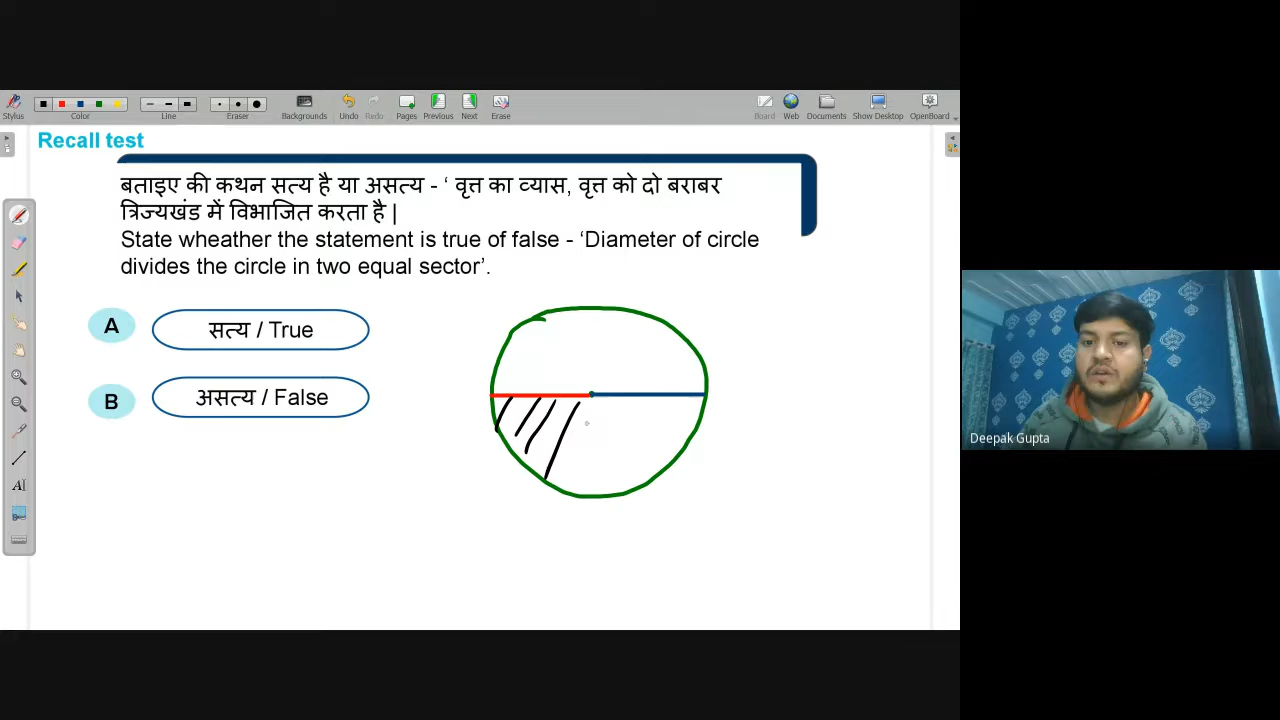 Stylus
Color
Line
Eraser
Backgrounds
Undo
Redo
Pages
Previous
Next
Erase
Board
Web
Documents
Show Desktop
OpenBoard
Recall test
बताइए की कथन सत्य है या असत्य - ‘ वृत्त का व्यास, वृत्त को दो बराबर
त्रिज्यखंड में विभाजित करता है |
State wheather the statement is true of false - ‘Diameter of circle
divides the circle in two equal sector’.
A सत्य / True
B असत्य / False
Deepak Gupta